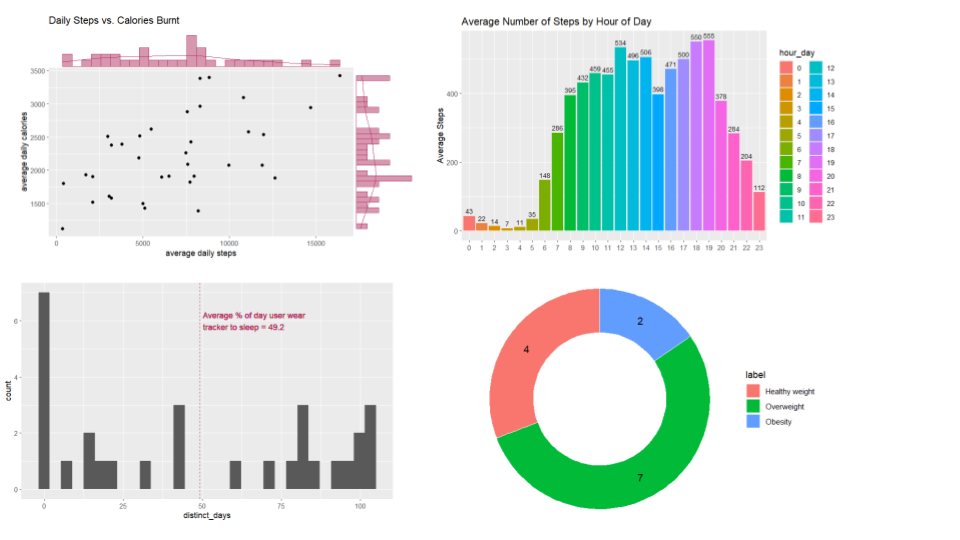 Daily Steps vs. Calories Burnt
3500
3000
2500
2000
1500
average daily calories
0 5000 10000 15000
average daily steps
Average Number of Steps by Hour of Day
Average Steps
400
200
0
43 22 14 7 11 35 148 286 395 432 459 455 534 496 506 398 471 500 550 555 378 284 204 112
0 1 2 3 4 5 6 7 8 9 10 11 12 13 14 15 16 17 18 19 20 21 22 23
hour_day
0 12
1 13
2 14
3 15
4 16
5 17
6 18
7 19
8 20
9 21
10 22
11 23
Average % of day user wear
tracker to sleep = 49.2
6
4
2
0
count
0 25 50 75 100
distinct_days
2
4
7
label
Healthy weight
Overweight
Obesity